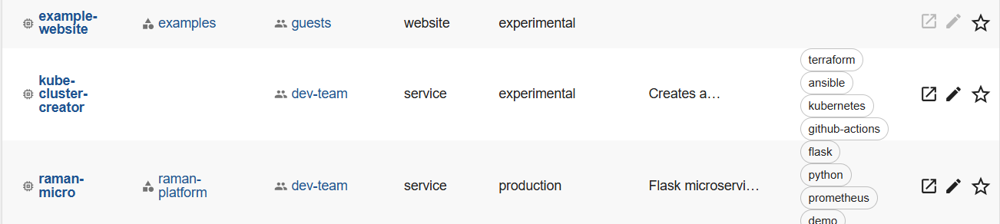 example-
website
examples
guests
website
experimental
kube-
cluster-
creator
dev-team
service
experimental
Creates a…
terraform
ansible
kubernetes
github-actions
raman-
micro
raman-
platform
dev-team
service
production
Flask microservi…
flask
python
prometheus
demo